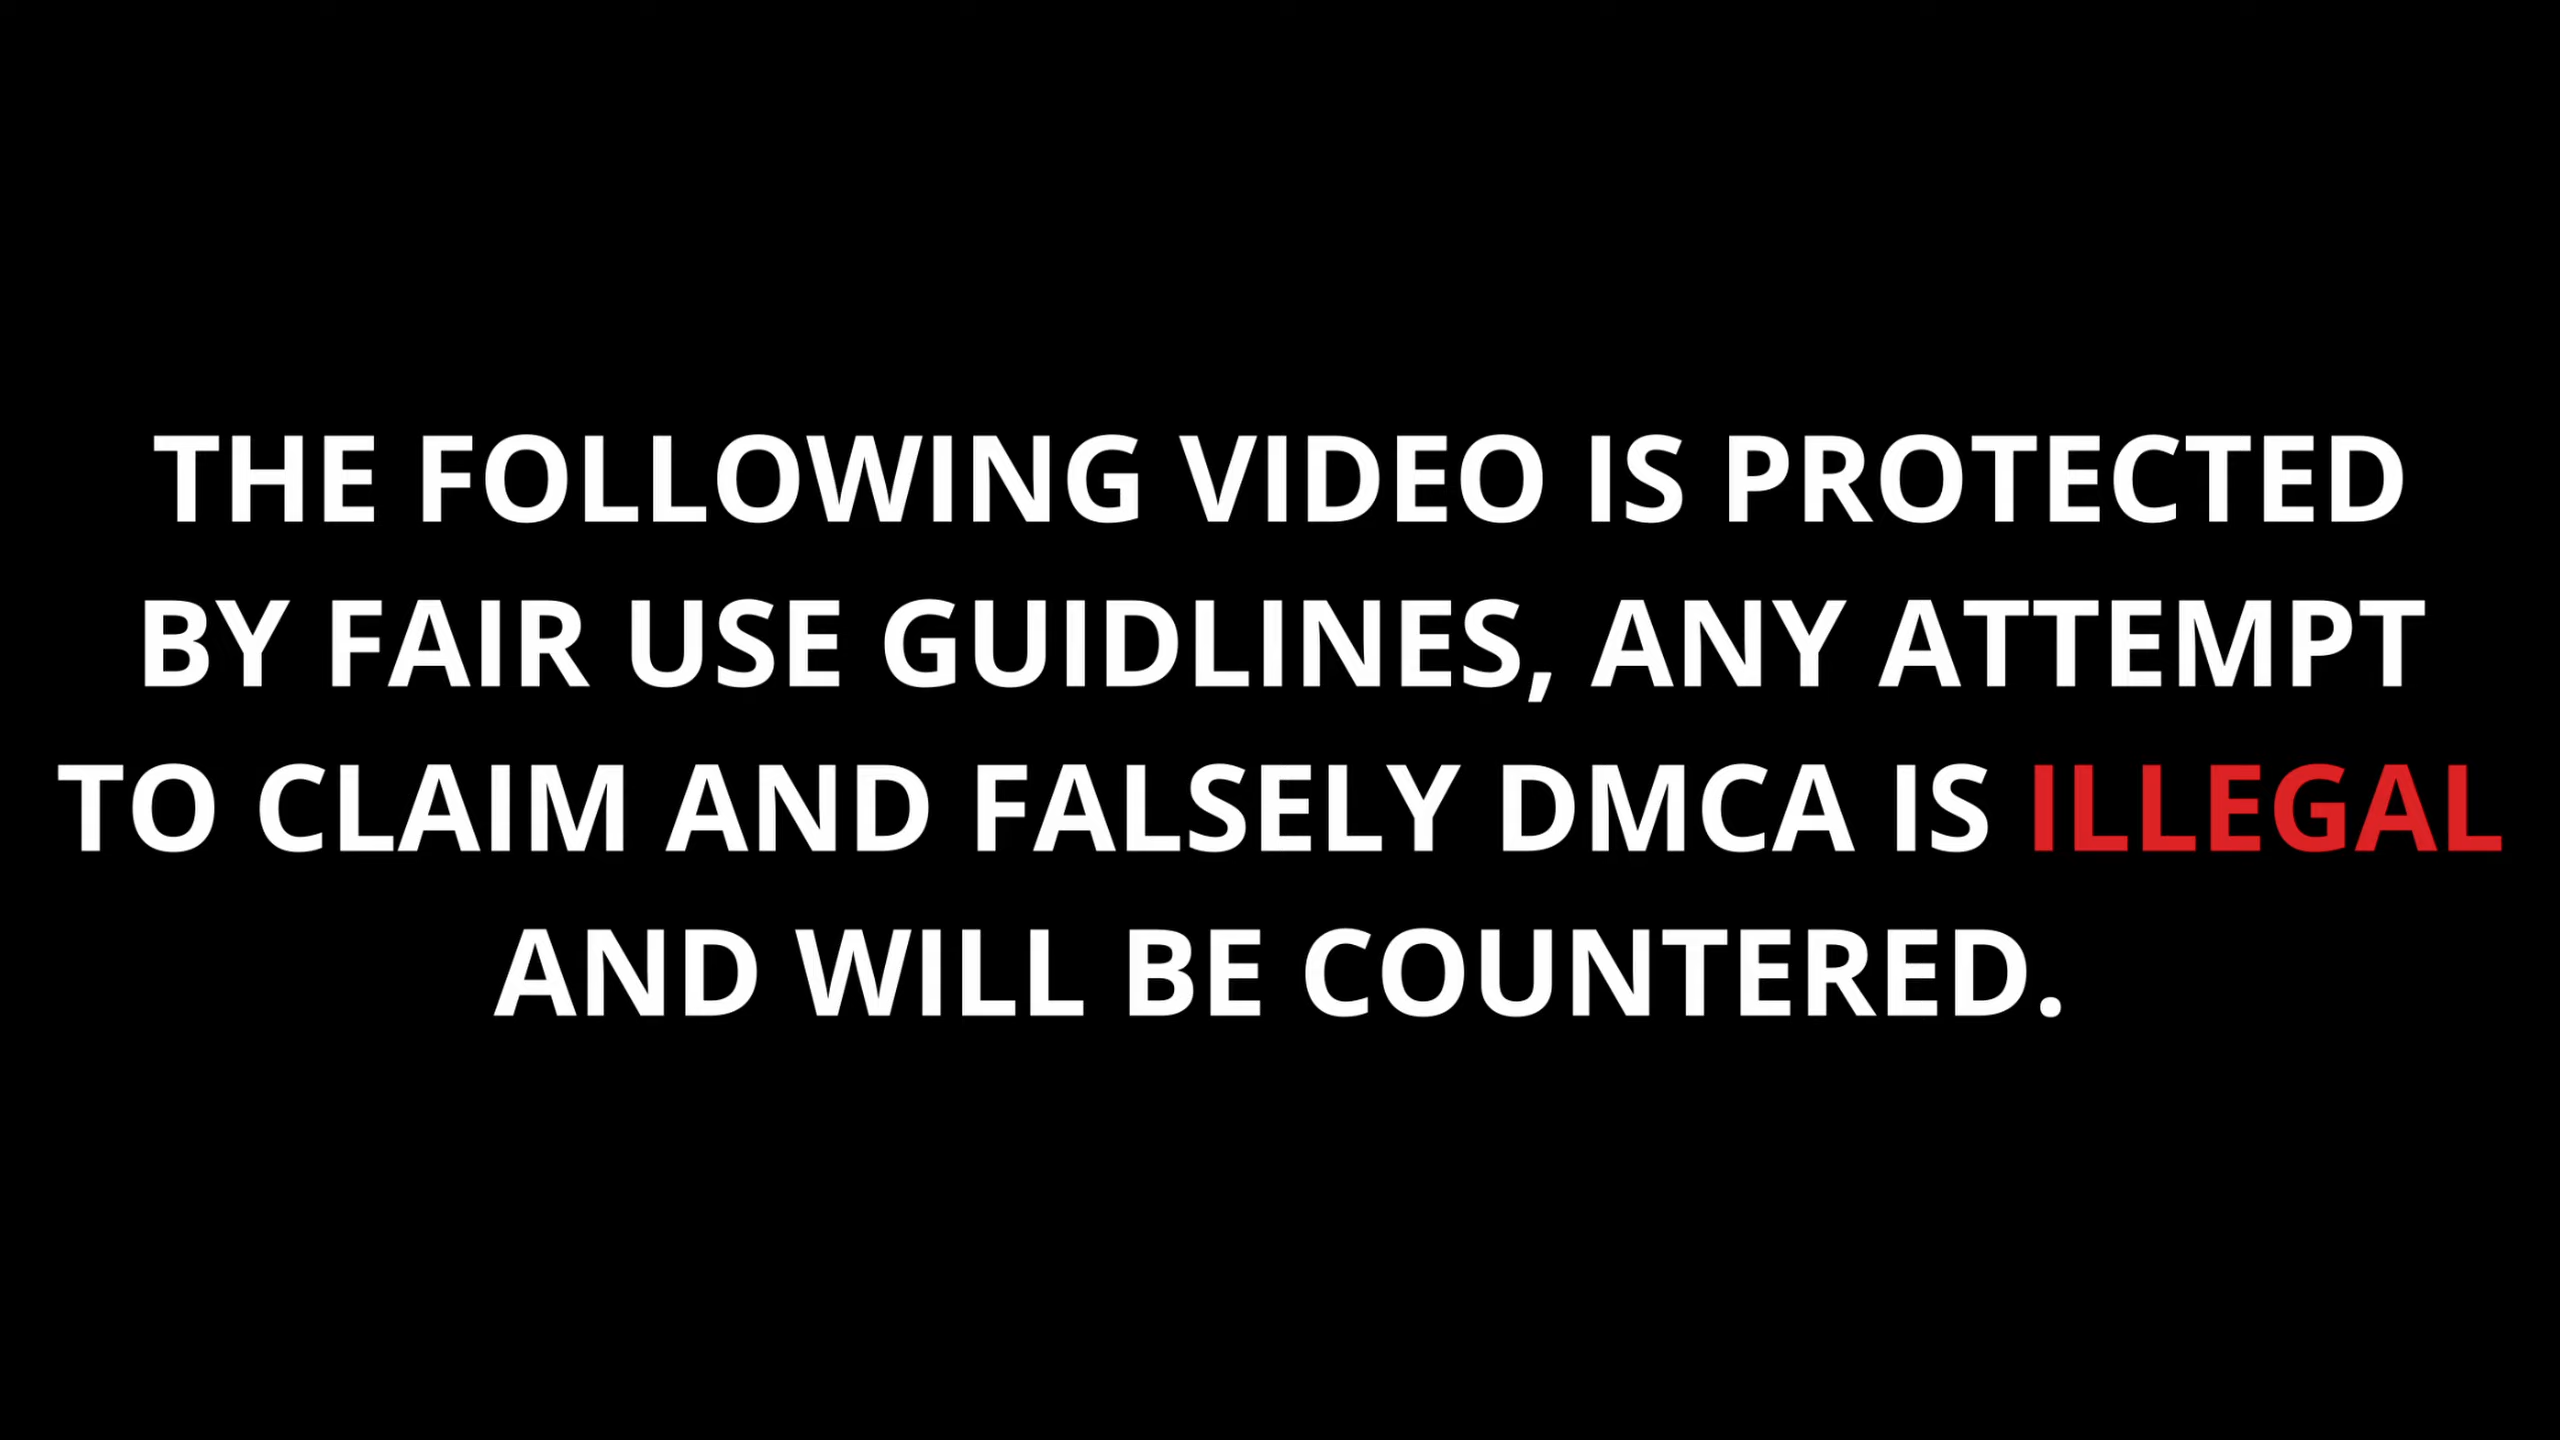 THE FOLLOWING VIDEO IS PROTECTED
BY FAIR USE GUIDLINES, ANY ATTEMPT
TO CLAIM AND FALSELY DMCA IS ILLEGAL
AND WILL BE COUNTERED.